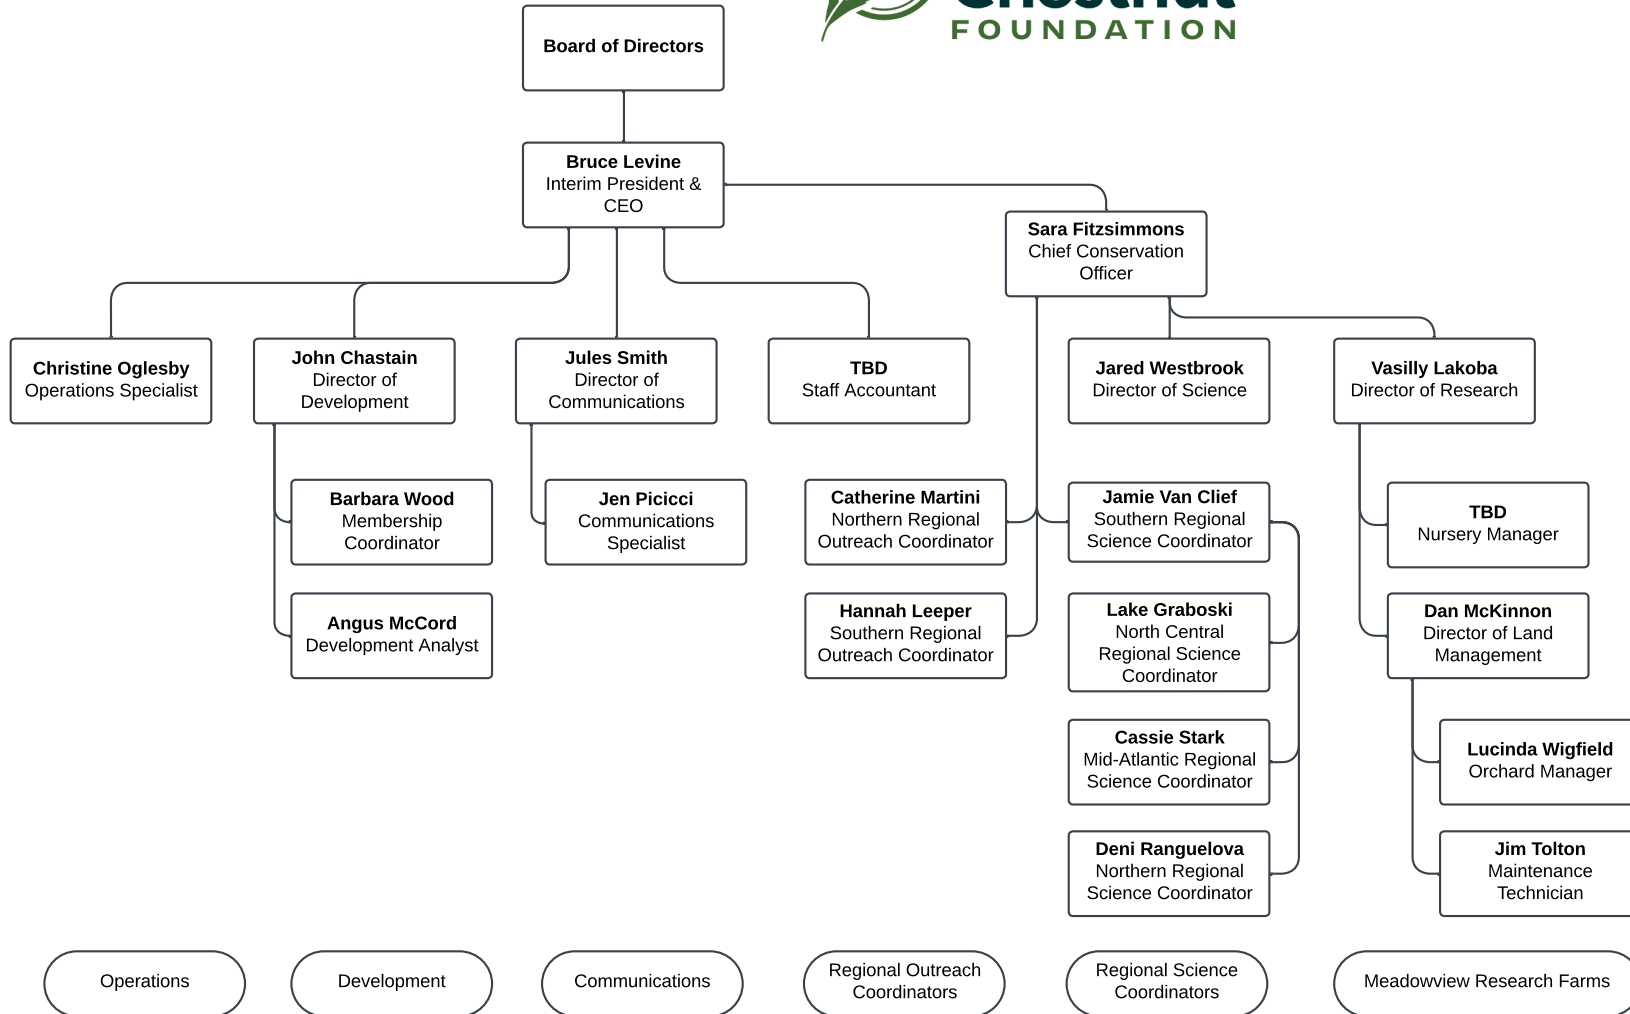 Chestnut
FOUNDATION
Board of Directors
Bruce Levine
Interim President &
CEO
Sara Fitzsimmons
Chief Conservation
Officer
Christine Oglesby
Operations Specialist
John Chastain
Director of
Development
Jules Smith
Director of
Communications
TBD
Staff Accountant
Jared Westbrook
Director of Science
Vasilly Lakoba
Director of Research
Barbara Wood
Membership
Coordinator
Jen Picicci
Communications
Specialist
Catherine Martini
Northern Regional
Outreach Coordinator
Jamie Van Clief
Southern Regional
Science Coordinator
TBD
Nursery Manager
Angus McCord
Development Analyst
Hannah Leeper
Southern Regional
Outreach Coordinator
Lake Graboski
North Central
Regional Science
Coordinator
Dan McKinnon
Director of Land
Management
Cassie Stark
Mid-Atlantic Regional
Science Coordinator
Lucinda Wigfield
Orchard Manager
Deni Ranguelova
Northern Regional
Science Coordinator
Jim Tolton
Maintenance
Technician
Operations
Development
Communications
Regional Outreach
Coordinators
Regional Science
Coordinators
Meadowview Research Farms